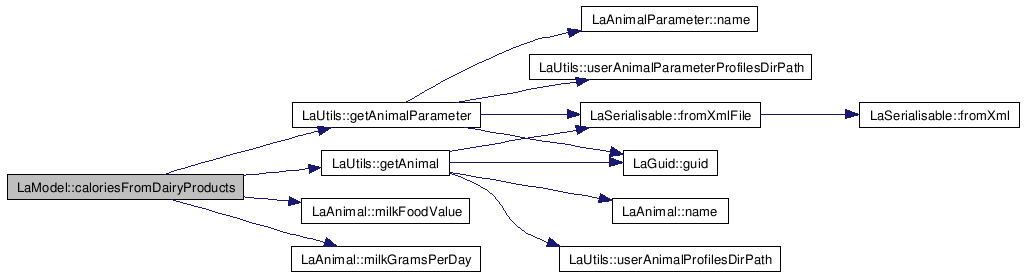 LaAnimalParameter::name
LaUtils::userAnimalParameterProfilesDirPath
LaUtils::getAnimalParameter
LaSerialisable::fromXmlFile
LaSerialisable::fromXml
LaUtils::getAnimal
LaGuid::guid
LaModel::caloriesFromDairyProducts
LaAnimal::milkFoodValue
LaAnimal::name
LaAnimal::milkGramsPerDay
LaUtils::userAnimalProfilesDirPath